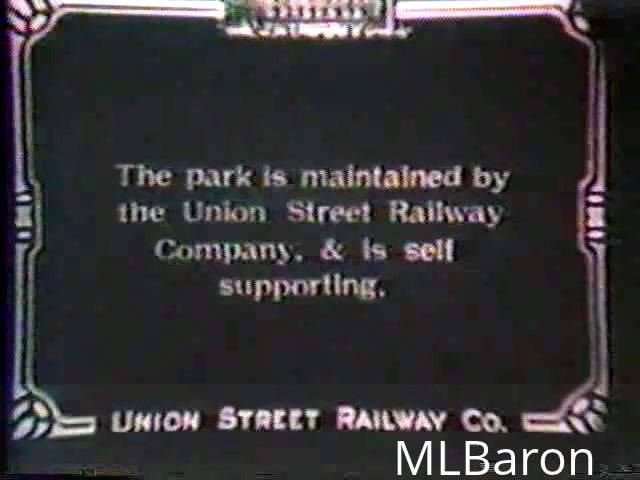 The park is maintained by
the Union Street Railway
Company, & is self
supporting.
UNION STREET RAILWAY CO.
MLBaron